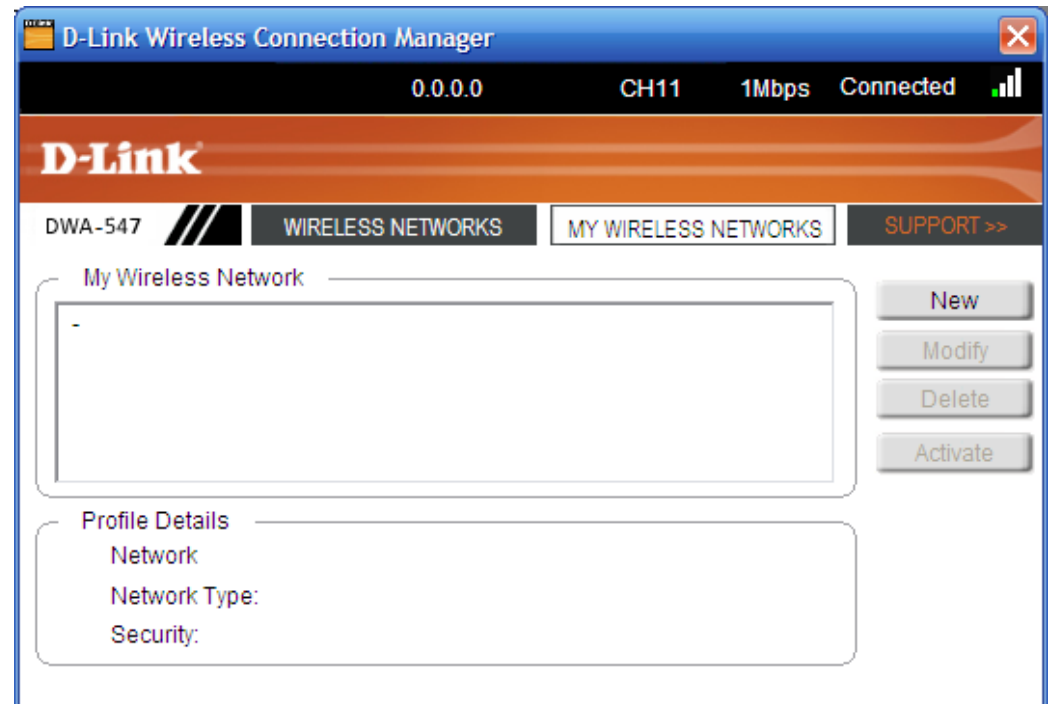 D-Link Wireless Connection Manager
0.0.0.0 CH11 1Mbps Connected
D-Link
DWA-547 WIRELESS NETWORKS MY WIRELESS NETWORKS SUPPORT >>
My Wireless Network
-
New
Modify
Delete
Activate
Profile Details
Network
Network Type:
Security: